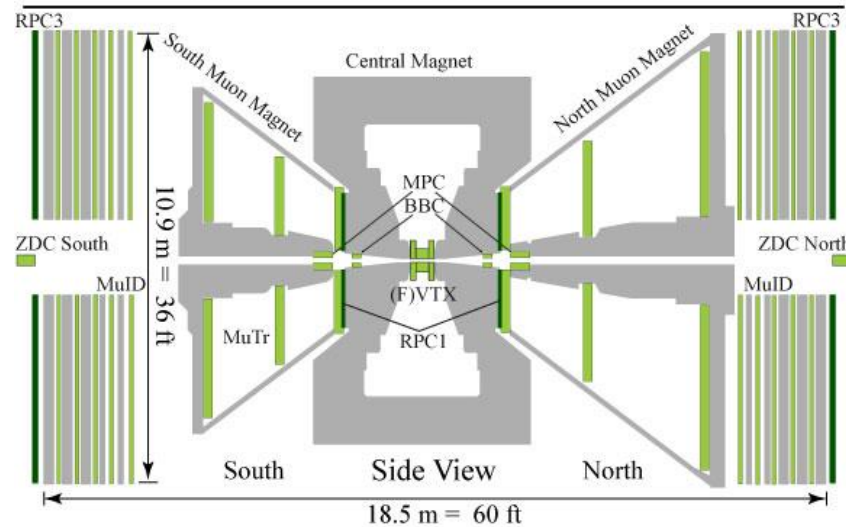 RPC3
RPC3
South Muon Magnet
Central Magnet
North Muon Magnet
MPC
BBC
10.9 m = 36 ft
ZDC South
ZDC North
MuID
(F)VTX
MuID
MuTr
RPC1
South
Side View
North
18.5 m = 60 ft